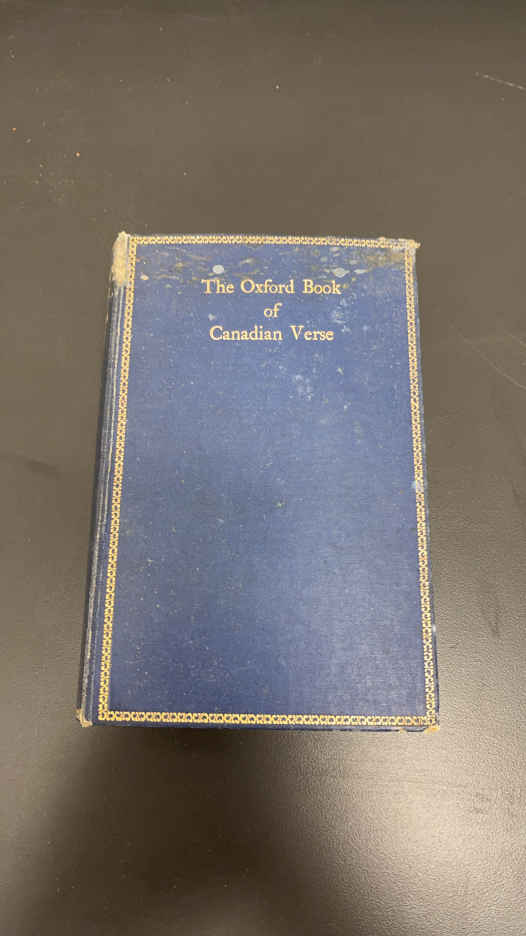 The Oxford Book
of
Canadian Verse